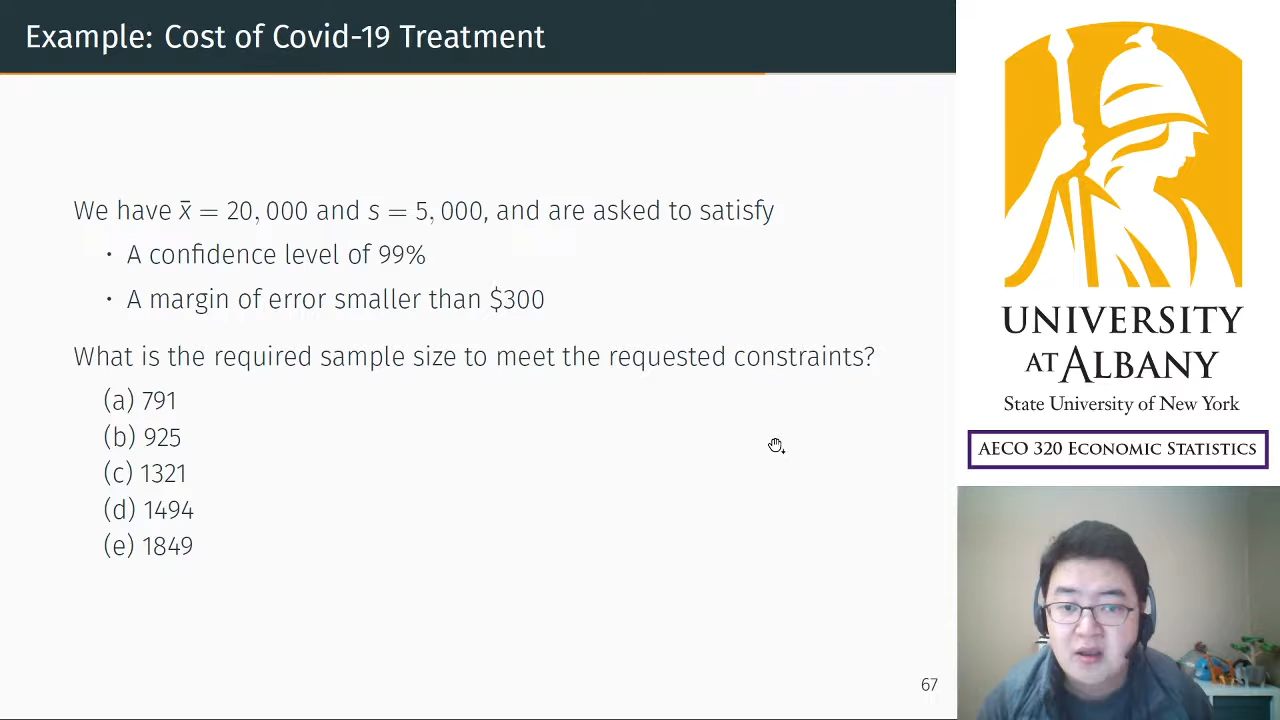 Example: Cost of Covid-19 Treatment
We have x̄ = 20, 000 and s = 5, 000, and are asked to satisfy
• A confidence level of 99%
• A margin of error smaller than $300
What is the required sample size to meet the requested constraints?
(a) 791
(b) 925
(c) 1321
(d) 1494
(e) 1849
67
UNIVERSITY
AT ALBANY
State University of New York
AECO 320 ECONOMIC STATISTICS